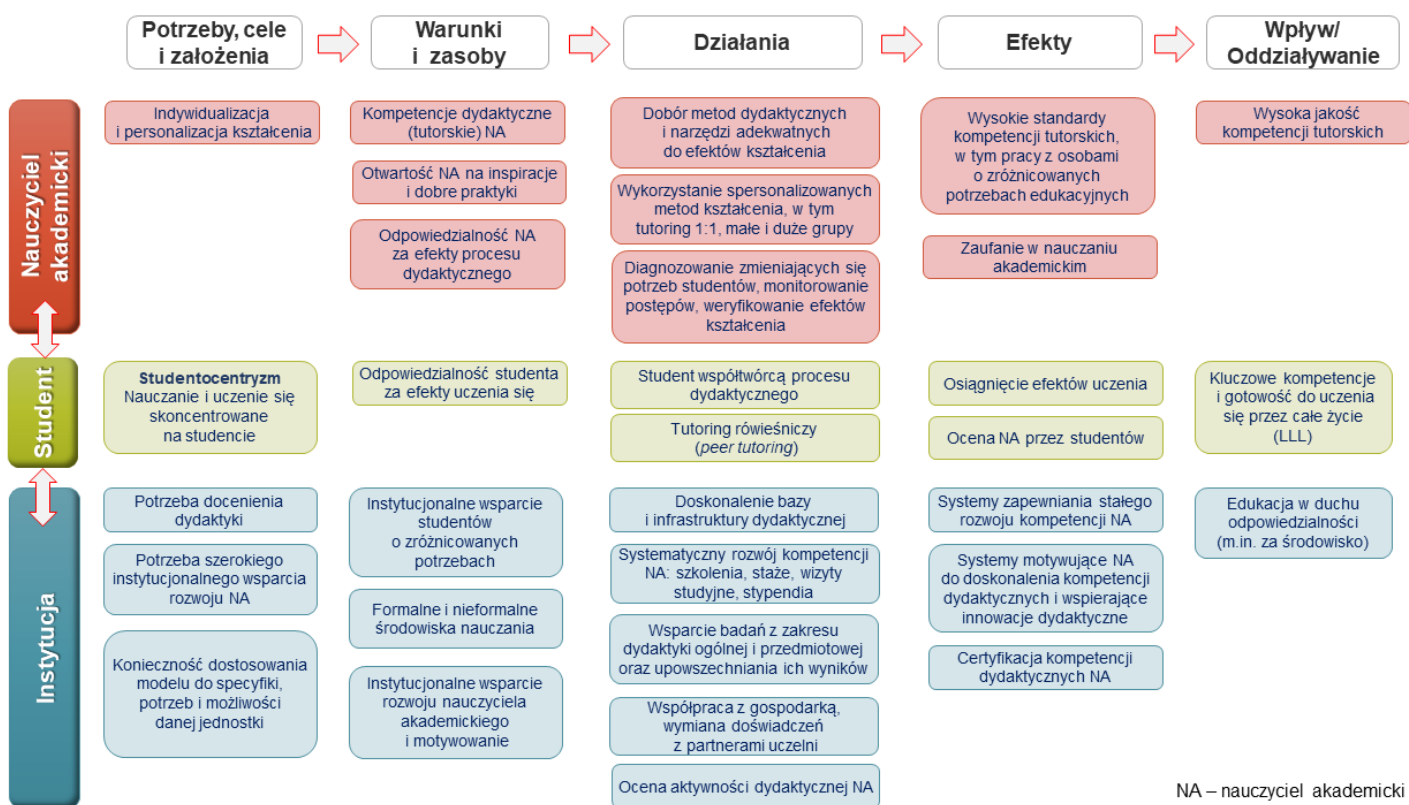 Potrzeby, cele
i założenia
Warunki
i zasoby
Działania
Efekty
Wpływ/
Oddziaływanie
Nauczyciel
akademicki
Indywidualizacja
i personalizacja kształcenia
Kompetencje dydaktyczne
(tutorskie) NA
Otwartość NA na inspiracje
i dobre praktyki
Odpowiedzialność NA
za efekty procesu
dydaktycznego
Dobór metod dydaktycznych
i narzędzi adekwatnych
do efektów kształcenia
Wykorzystanie spersonalizowanych
metod kształcenia, w tym
tutoring 1:1, małe i duże grupy
Diagnozowanie zmieniających się
potrzeb studentów, monitorowanie
postępów, weryfikowanie efektów
kształcenia
Wysokie standardy
kompetencji tutorskich,
w tym pracy z osobami
o zróżnicowanych
potrzebach edukacyjnych
Zaufanie w nauczaniu
akademickim
Wysoka jakość
kompetencji tutorskich
Student
Studentocentryzm
Nauczanie i uczenie się
skoncentrowane
na studencie
Odpowiedzialność studenta
za efekty uczenia się
Student współtwórcą procesu
dydaktycznego
Tutoring rówieśniczy
(peer tutoring)
Osiągnięcie efektów uczenia
Ocena NA przez studentów
Kluczowe kompetencje
i gotowość do uczenia
się przez całe życie
(LLL)
Instytucja
Potrzeba docenienia
dydaktyki
Potrzeba szerokiego
instytucjonalnego wsparcia
rozwoju NA
Konieczność dostosowania
modelu do specyfiki,
potrzeb i możliwości
danej jednostki
Instytucjonalne wsparcie
studentów
o zróżnicowanych
potrzebach
Formalne i nieformalne
środowiska nauczania
Instytucjonalne wsparcie
rozwoju nauczyciela
akademickiego
i motywowanie
Doskonalenie bazy
i infrastruktury dydaktycznej
Systematyczny rozwój kompetencji
NA: szkolenia, staże, wizyty
studyjne, stypendia
Wsparcie badań z zakresu
dydaktyki ogólnej i przedmiotowej
oraz upowszechniania ich wyników
Współpraca z gospodarką,
wymiana doświadczeń
z partnerami uczelni
Ocena aktywności dydaktycznej NA
Systemy zapewniania stałego
rozwoju kompetencji NA
Systemy motywujące NA
do doskonalenia kompetencji
dydaktycznych i wspierające
innowacje dydaktyczne
Certyfikacja kompetencji
dydaktycznych NA
Edukacja w duchu
odpowiedzialności
(m.in. za środowisko)
NA – nauczyciel akademicki